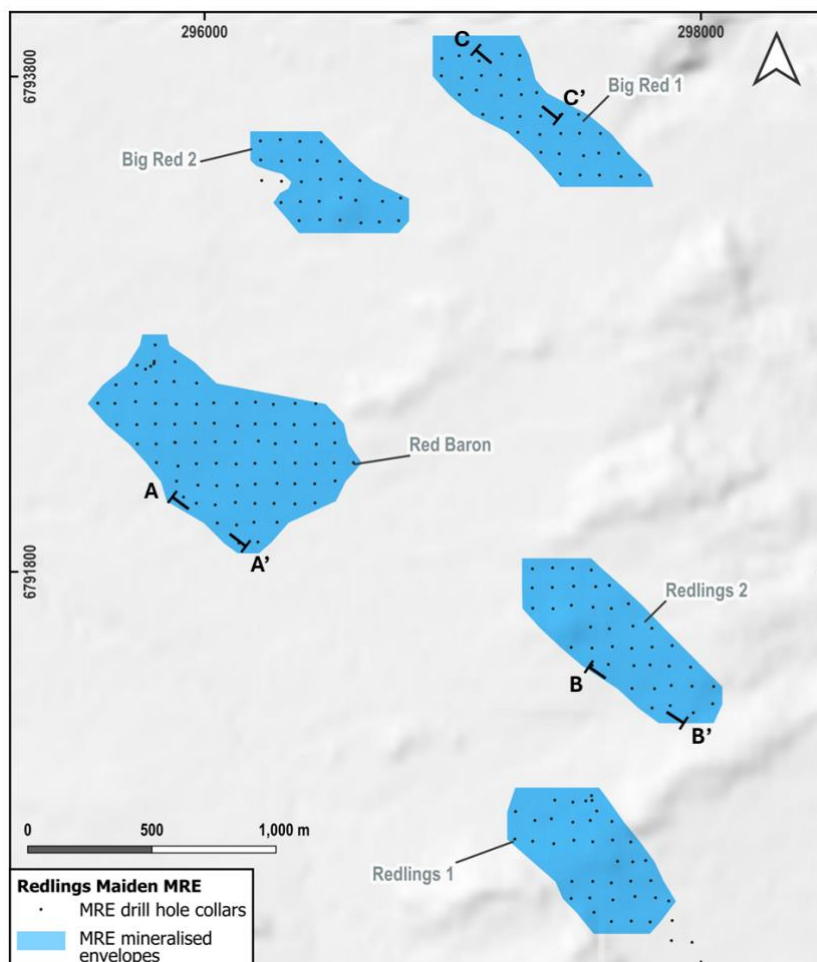 296000
298000
6793800
C
C'
Big Red 1
Big Red 2
Red Baron
A
A'
6791800
Redlings 2
B
B'
0
500
1,000 m
Redlings 1
Redlings Maiden MRE
MRE drill hole collars
MRE mineralised
envelopes